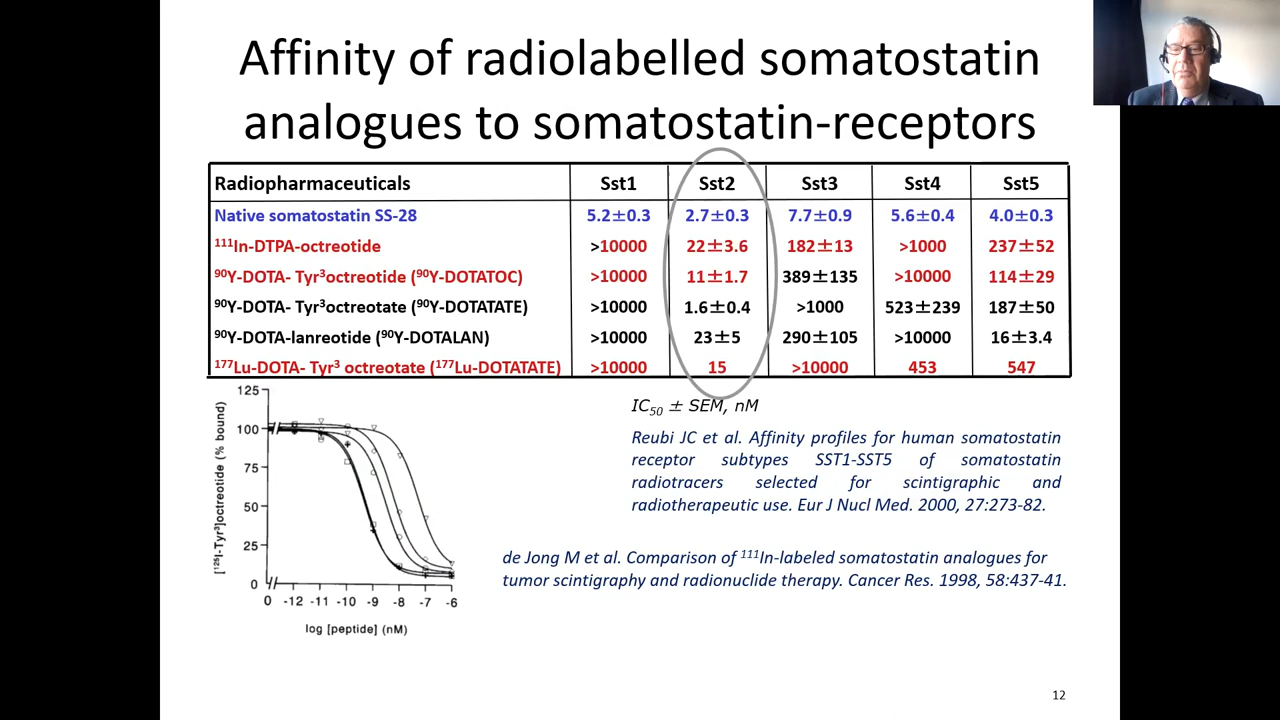 Affinity of radiolabelled somatostatin
analogues to somatostatin-receptors
Radiopharmaceuticals Sst1 Sst2 Sst3 Sst4 Sst5
Native somatostatin SS-28 5.2±0.3 2.7±0.3 7.7±0.9 5.6±0.4 4.0±0.3
¹¹¹In-DTPA-octreotide >10000 22±3.6 182±13 >1000 237±52
⁹⁰Y-DOTA- Tyr³octreotide (⁹⁰Y-DOTATOC) >10000 11±1.7 389±135 >10000 114±29
⁹⁰Y-DOTA- Tyr³octreotate (⁹⁰Y-DOTATATE) >10000 1.6±0.4 >1000 523±239 187±50
⁹⁰Y-DOTA-lanreotide (⁹⁰Y-DOTALAN) >10000 23±5 290±105 >10000 16±3.4
¹⁷⁷Lu-DOTA- Tyr³ octreotate (¹⁷⁷Lu-DOTATATE) >10000 15 >10000 453 547
[¹²⁵I-Tyr³]octreotide (% bound)
125
100
75
50
25
0
0 -12 -11 -10 -9 -8 -7 -6
log [peptide] (nM)
IC₅₀ ± SEM, nM
Reubi JC et al. Affinity profiles for human somatostatin
receptor subtypes SST1-SST5 of somatostatin
radiotracers selected for scintigraphic and
radiotherapeutic use. Eur J Nucl Med. 2000, 27:273-82.
de Jong M et al. Comparison of ¹¹¹In-labeled somatostatin analogues for
tumor scintigraphy and radionuclide therapy. Cancer Res. 1998, 58:437-41.
12